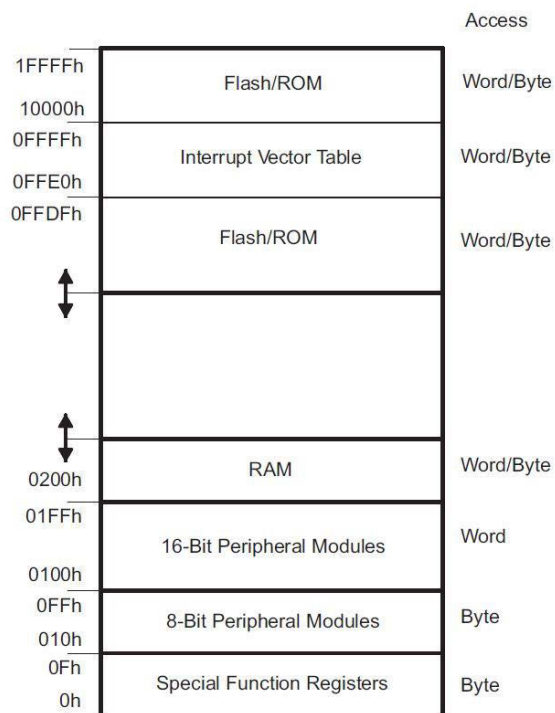 Access
1FFFFh
Flash/ROM
Word/Byte
10000h
0FFFFh
Interrupt Vector Table
Word/Byte
0FFE0h
0FFDFh
Flash/ROM
Word/Byte
RAM
Word/Byte
0200h
01FFh
16-Bit Peripheral Modules
Word
0100h
0FFh
8-Bit Peripheral Modules
Byte
010h
0Fh
Special Function Registers
Byte
0h